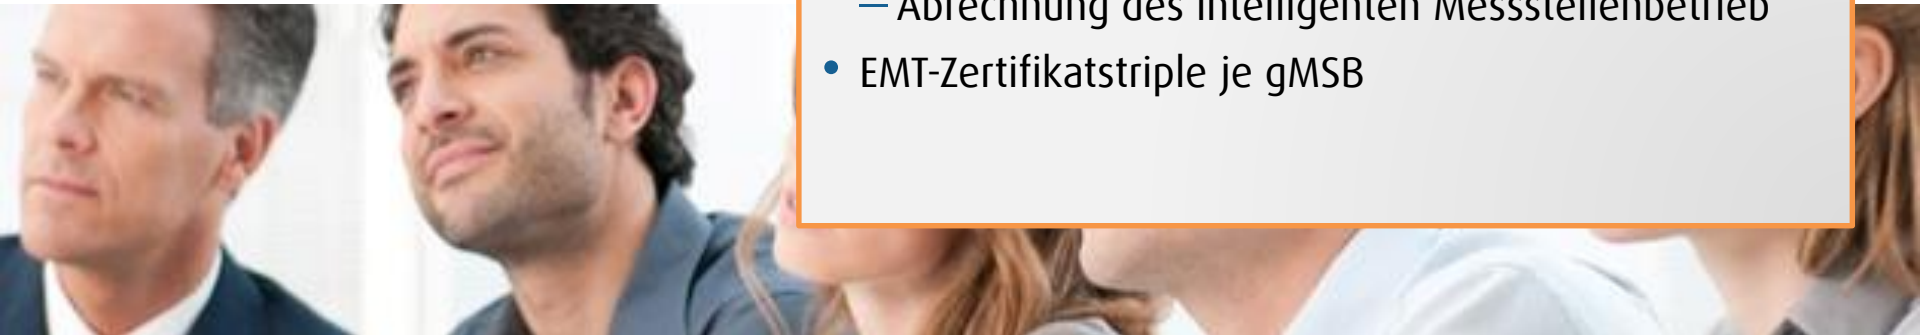 – Abrechnung des intelligenten Messstellenbetrieb
• EMT-Zertifikatstriple je gMSB